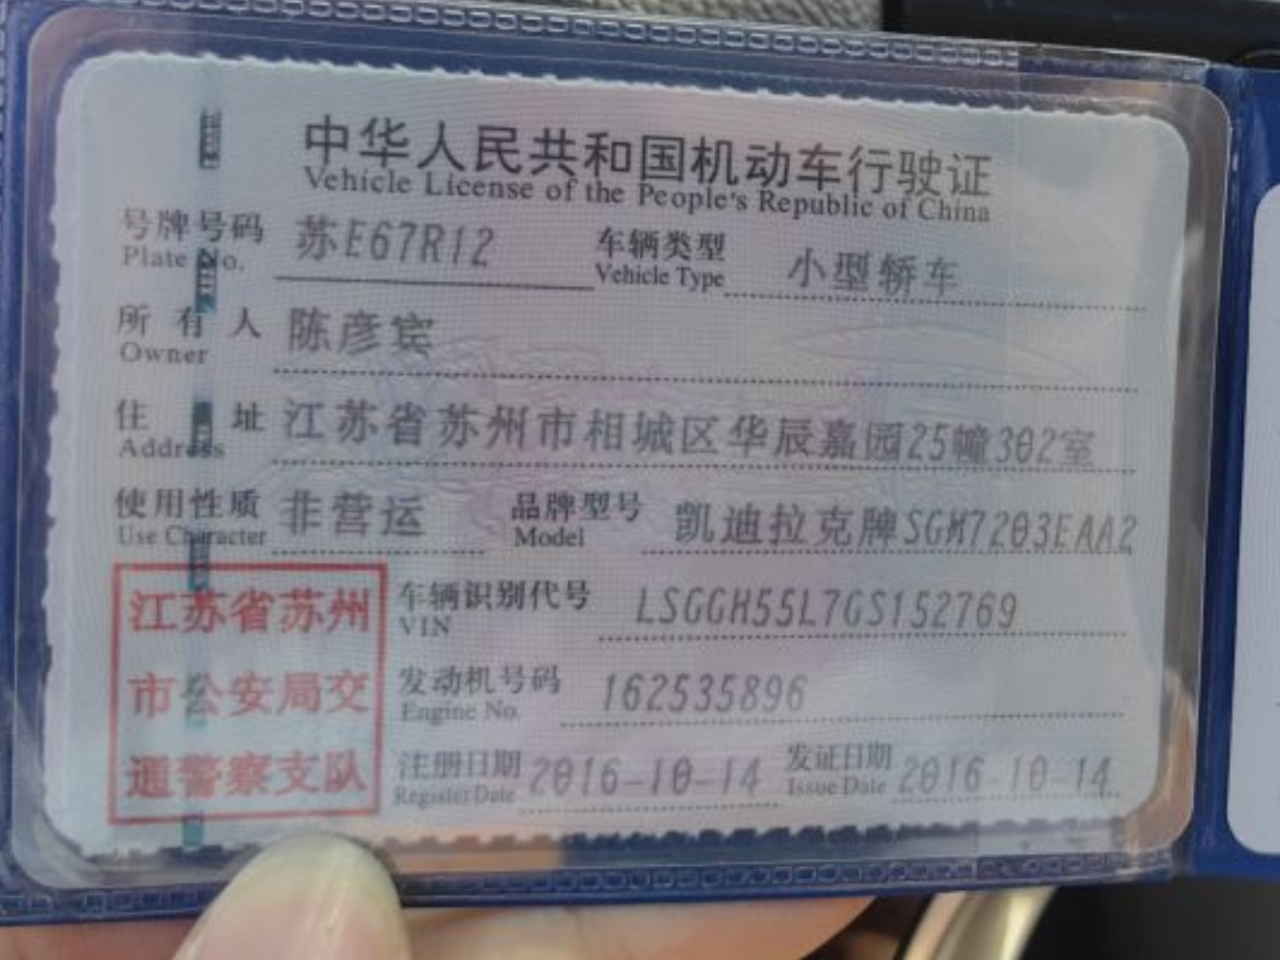 中华人民共和国机动车行驶证
Vehicle License of the People's Republic of China
号牌号码 苏E67R12 车辆类型 小型轿车
Plate No. Vehicle Type
所有人 陈彦宾
Owner
住址 江苏省苏州市相城区华辰嘉园25幢302室
Address
使用性质 非营运 品牌型号 凯迪拉克牌SGM7203EAA2
Use Character Model
江苏省苏州
市公安局交
通警察支队
车辆识别代号 LSGGH55L7GS152769
VIN
发动机号码 162535896
Engine No.
注册日期 2016-10-14 发证日期 2016-10-14
Register Date Issue Date